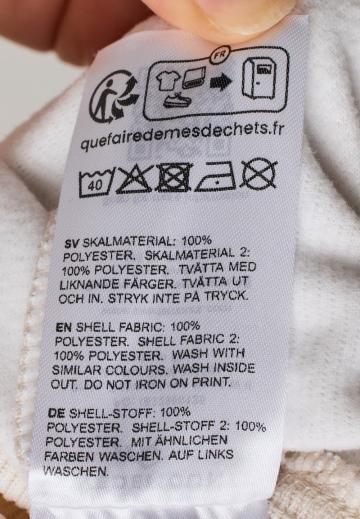 FR
quefairedemesdechets.fr
40
SV SKALMATERIAL: 100%
POLYESTER. SKALMATERIAL 2:
100% POLYESTER. TVÄTTA MED
LIKNANDE FÄRGER. TVÄTTA UT
OCH IN. STRYK INTE PÅ TRYCK.
EN SHELL FABRIC: 100%
POLYESTER. SHELL FABRIC 2:
100% POLYESTER. WASH WITH
SIMILAR COLOURS. WASH INSIDE
OUT. DO NOT IRON ON PRINT.
DE SHELL-STOFF: 100%
POLYESTER. SHELL-STOFF 2: 100%
POLYESTER. MIT ÄHNLICHEN
FARBEN WASCHEN. AUF LINKS
WASCHEN.